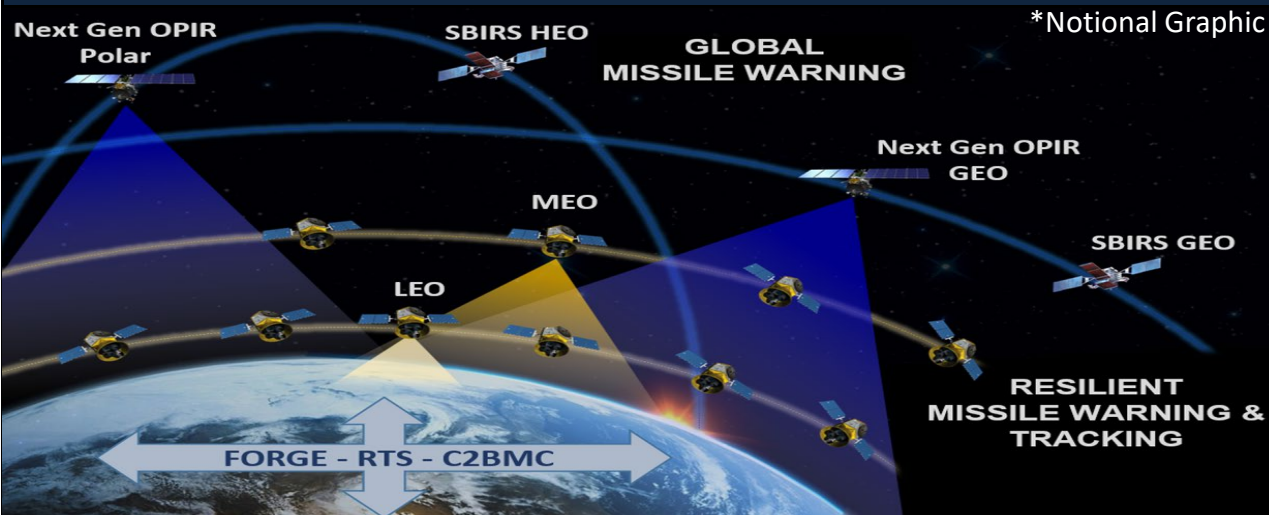 *Notional Graphic
Next Gen OPIR
Polar
SBIRS HEO
GLOBAL
MISSILE WARNING
Next Gen OPIR
GEO
MEO
SBIRS GEO
LEO
RESILIENT
MISSILE WARNING &
TRACKING
FORGE - RTS - C2BMC